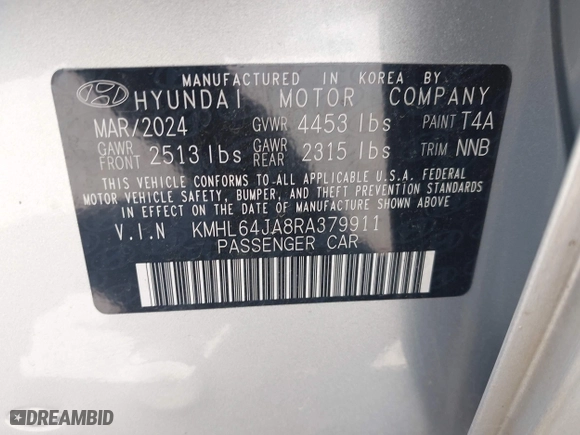 MANUFACTURED IN KOREA BY
HYUNDAI MOTOR COMPANY
MAR/2024 GVWR 4453 lbs PAINT T4A
GAWR FRONT 2513 lbs GAWR REAR 2315 lbs TRIM NNB
THIS VEHICLE CONFORMS TO ALL APPLICABLE U.S.A. FEDERAL
MOTOR VEHICLE SAFETY, BUMPER, AND THEFT PREVENTION STANDARDS
IN EFFECT ON THE DATE OF MANUFACTURE SHOWN ABOVE
V.I.N KMHL64JA8RA379911
PASSENGER CAR
DREAMBID